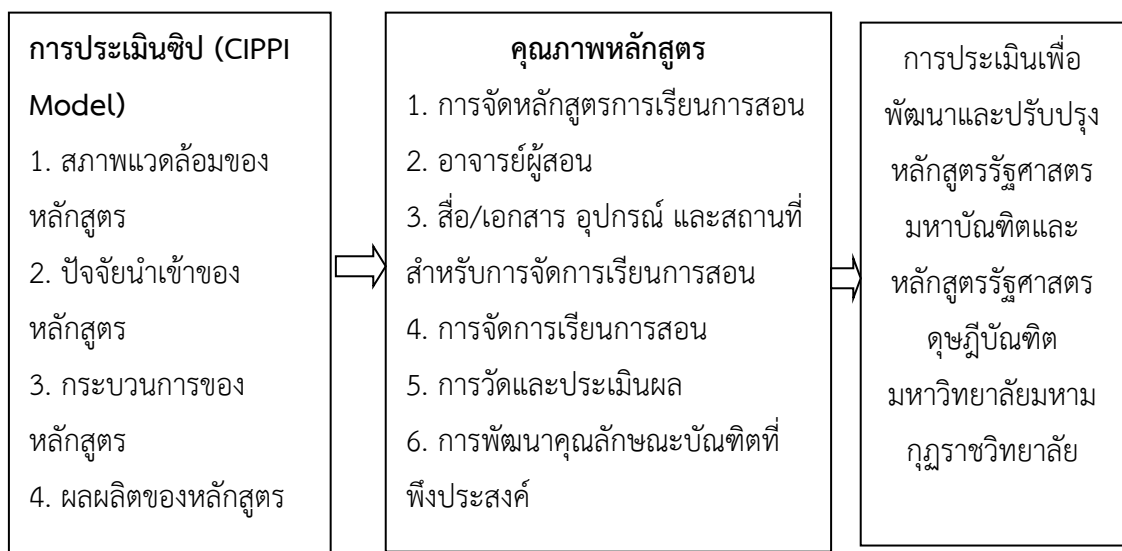 การประเมินซิป (CIPPI
Model)
1. สภาพแวดล้อมของ
หลักสูตร
2. ปัจจัยนำเข้าของ
หลักสูตร
3. กระบวนการของ
หลักสูตร
4. ผลผลิตของหลักสูตร
คุณภาพหลักสูตร
1. การจัดหลักสูตรการเรียนการสอน
2. อาจารย์ผู้สอน
3. สื่อ/เอกสาร อุปกรณ์ และสถานที่
สำหรับการจัดการเรียนการสอน
4. การจัดการเรียนการสอน
5. การวัดและประเมินผล
6. การพัฒนาคุณลักษณะบัณฑิตที่
พึงประสงค์
การประเมินเพื่อ
พัฒนาและปรับปรุง
หลักสูตรรัฐศาสตร
มหาบัณฑิตและ
หลักสูตรรัฐศาสตร
ดุษฎีบัณฑิต
มหาวิทยาลัยมหาม
กุฏราชวิทยาลัย